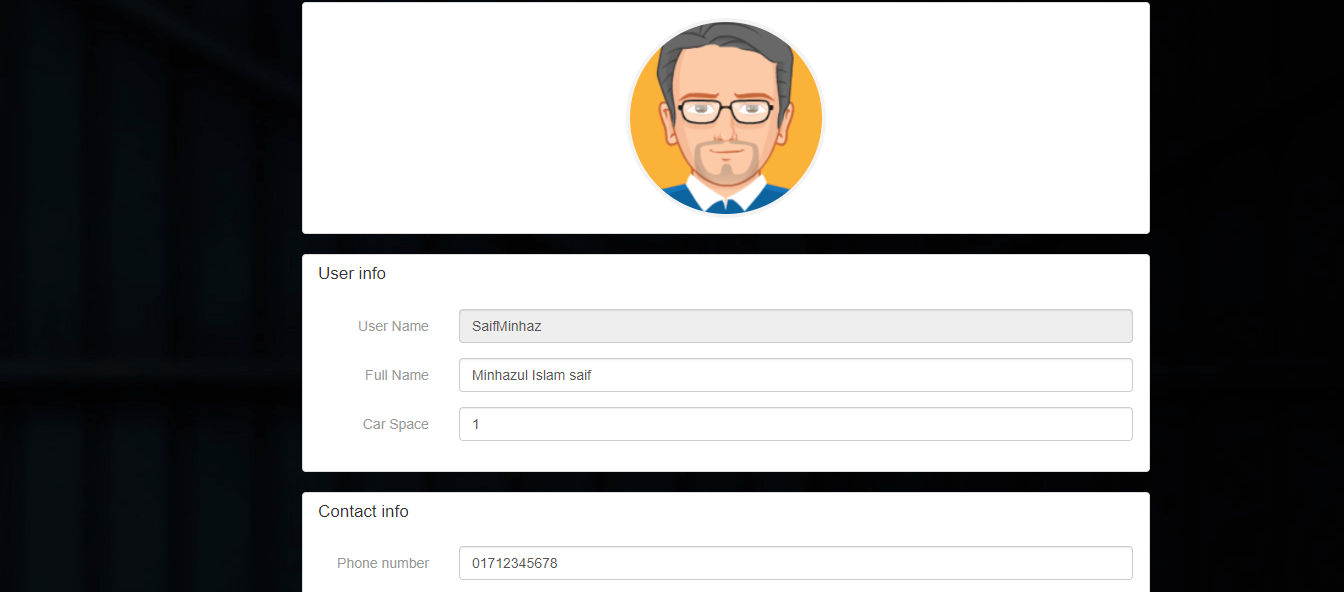 User info
User Name SaifMinhaz
Full Name Minhazul Islam saif
Car Space 1
Contact info
Phone number 01712345678